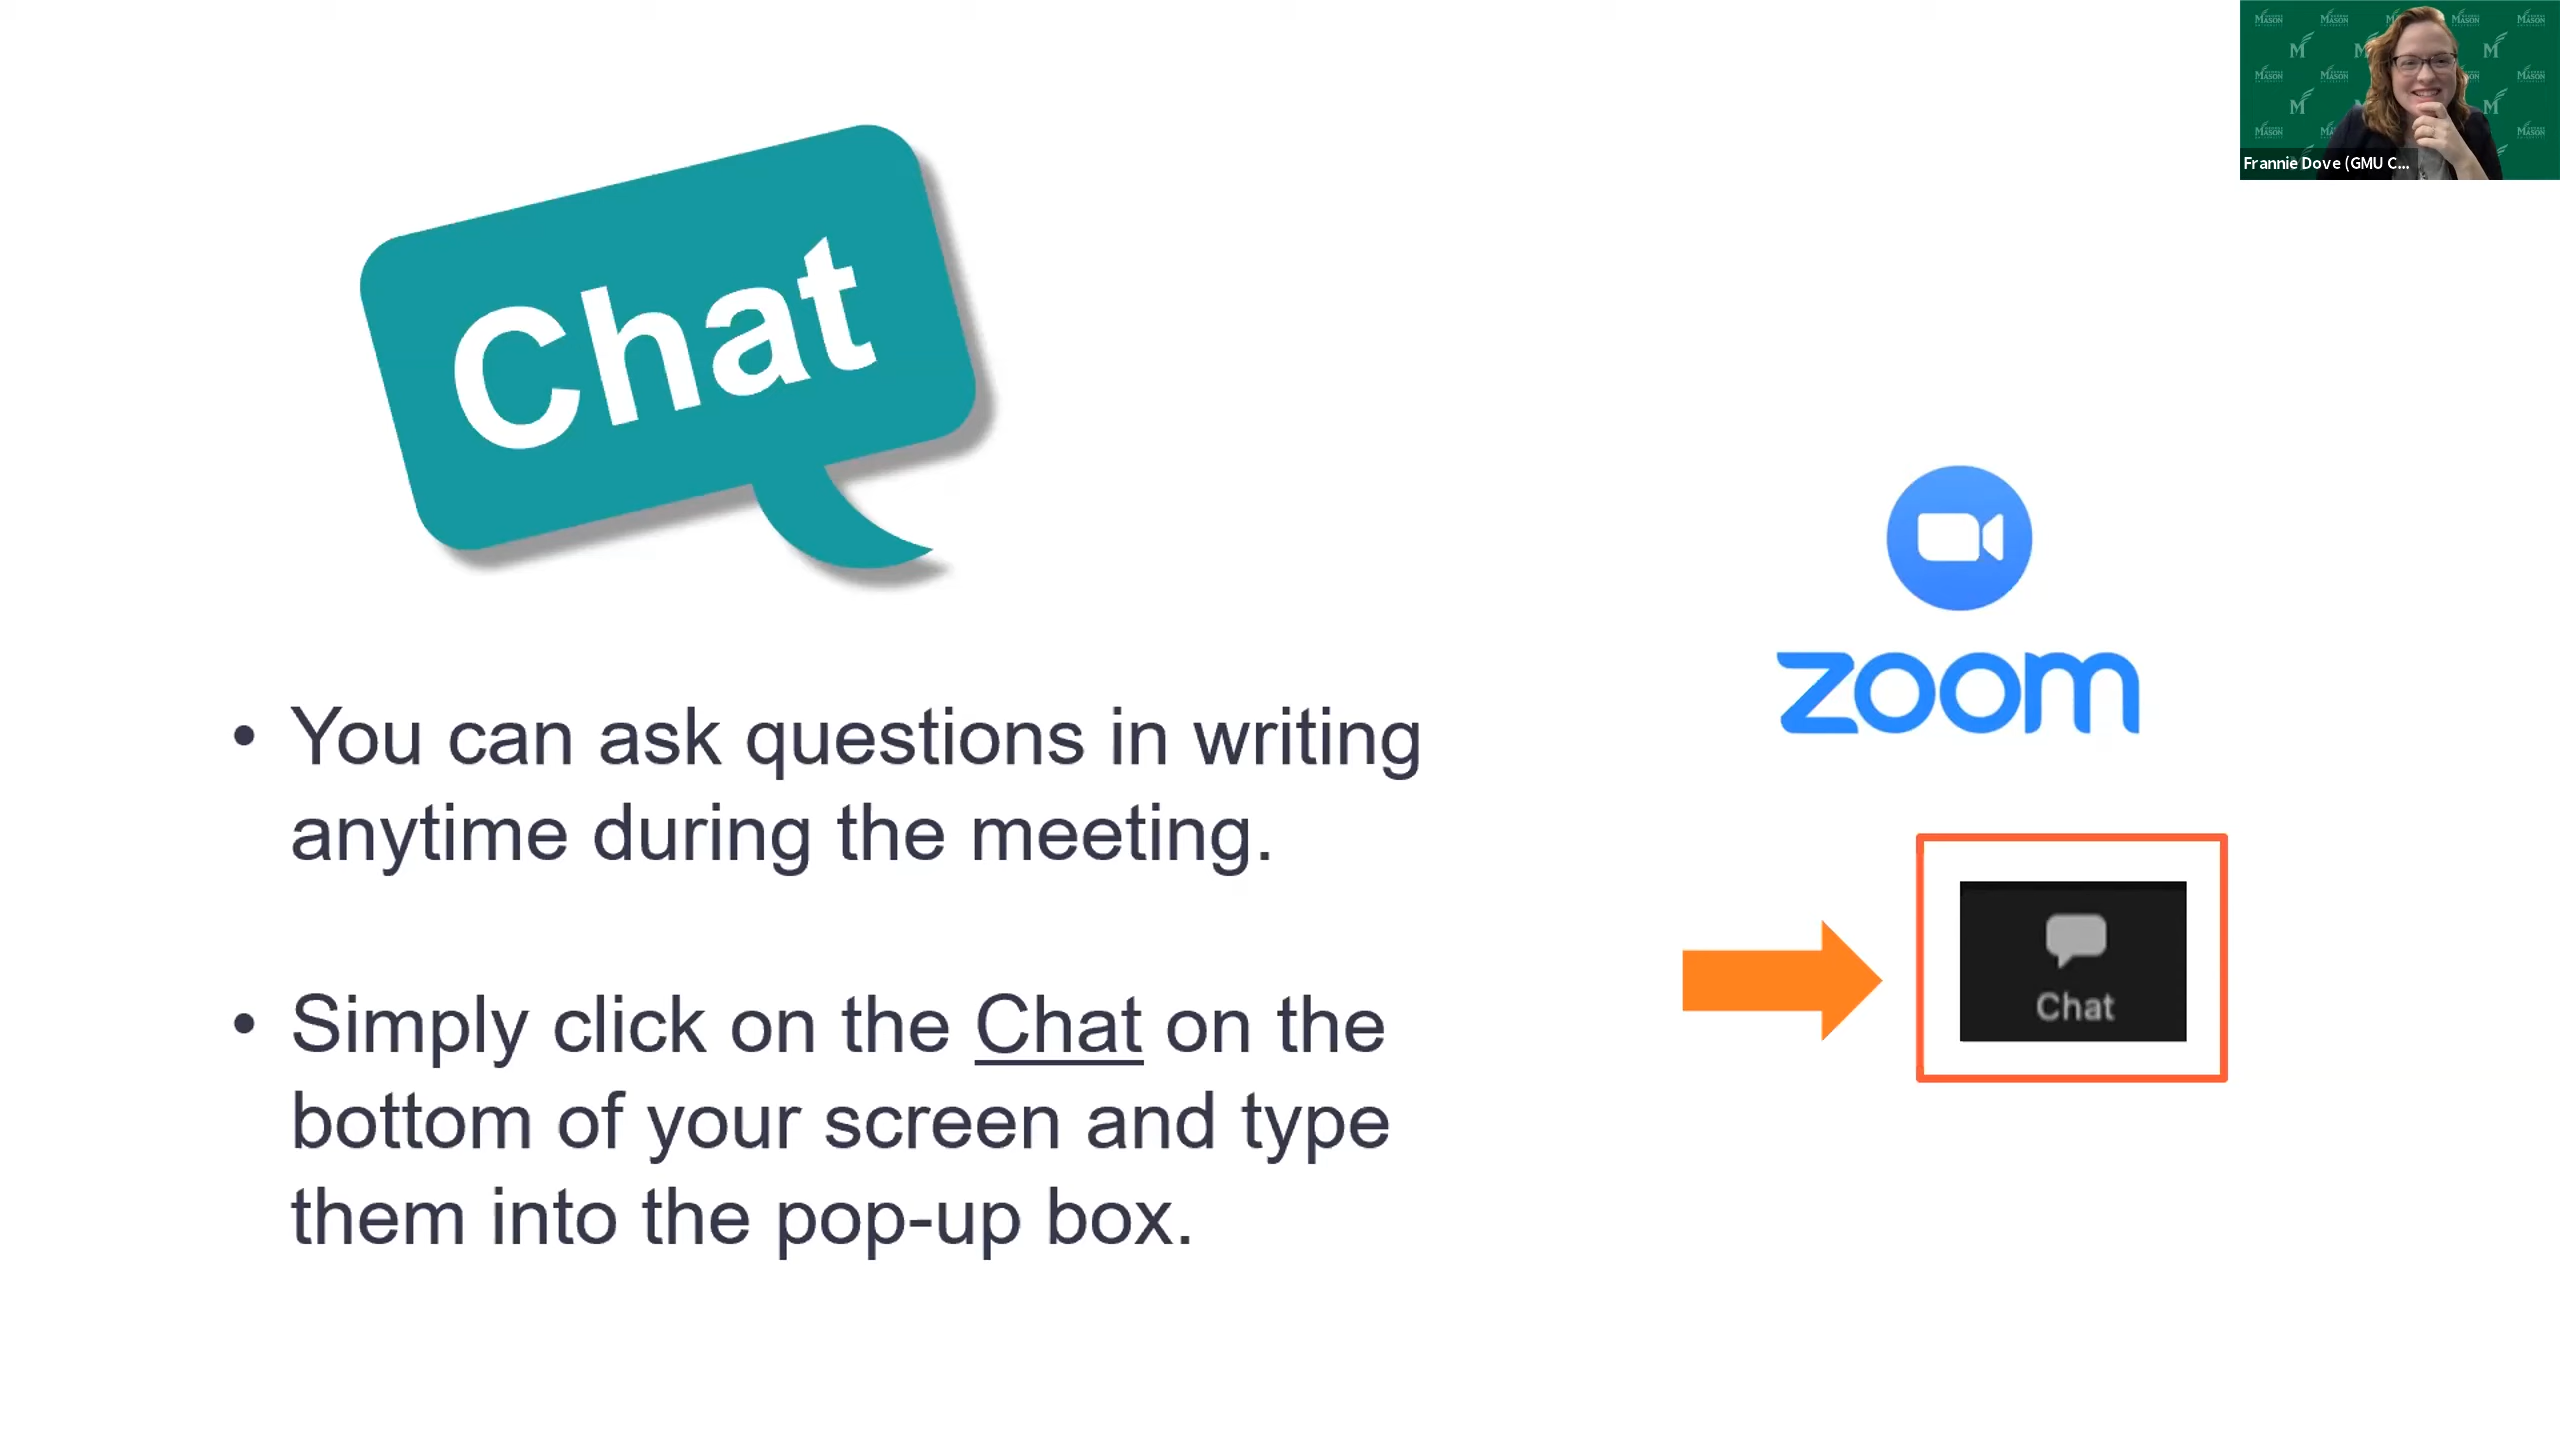 Chat
You can ask questions in writing
anytime during the meeting.
Simply click on the Chat on the
bottom of your screen and type
them into the pop-up box.
zoom
Chat
Frannie Dove (GMU C...
MASON
M